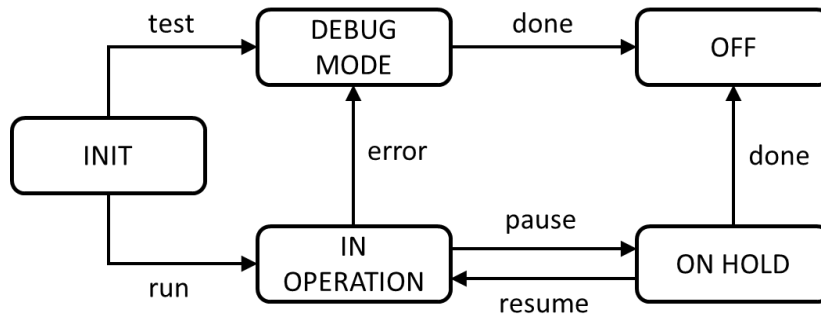 test
DEBUG
MODE
done
OFF
INIT
error
done
run
IN
OPERATION
pause
resume
ON HOLD